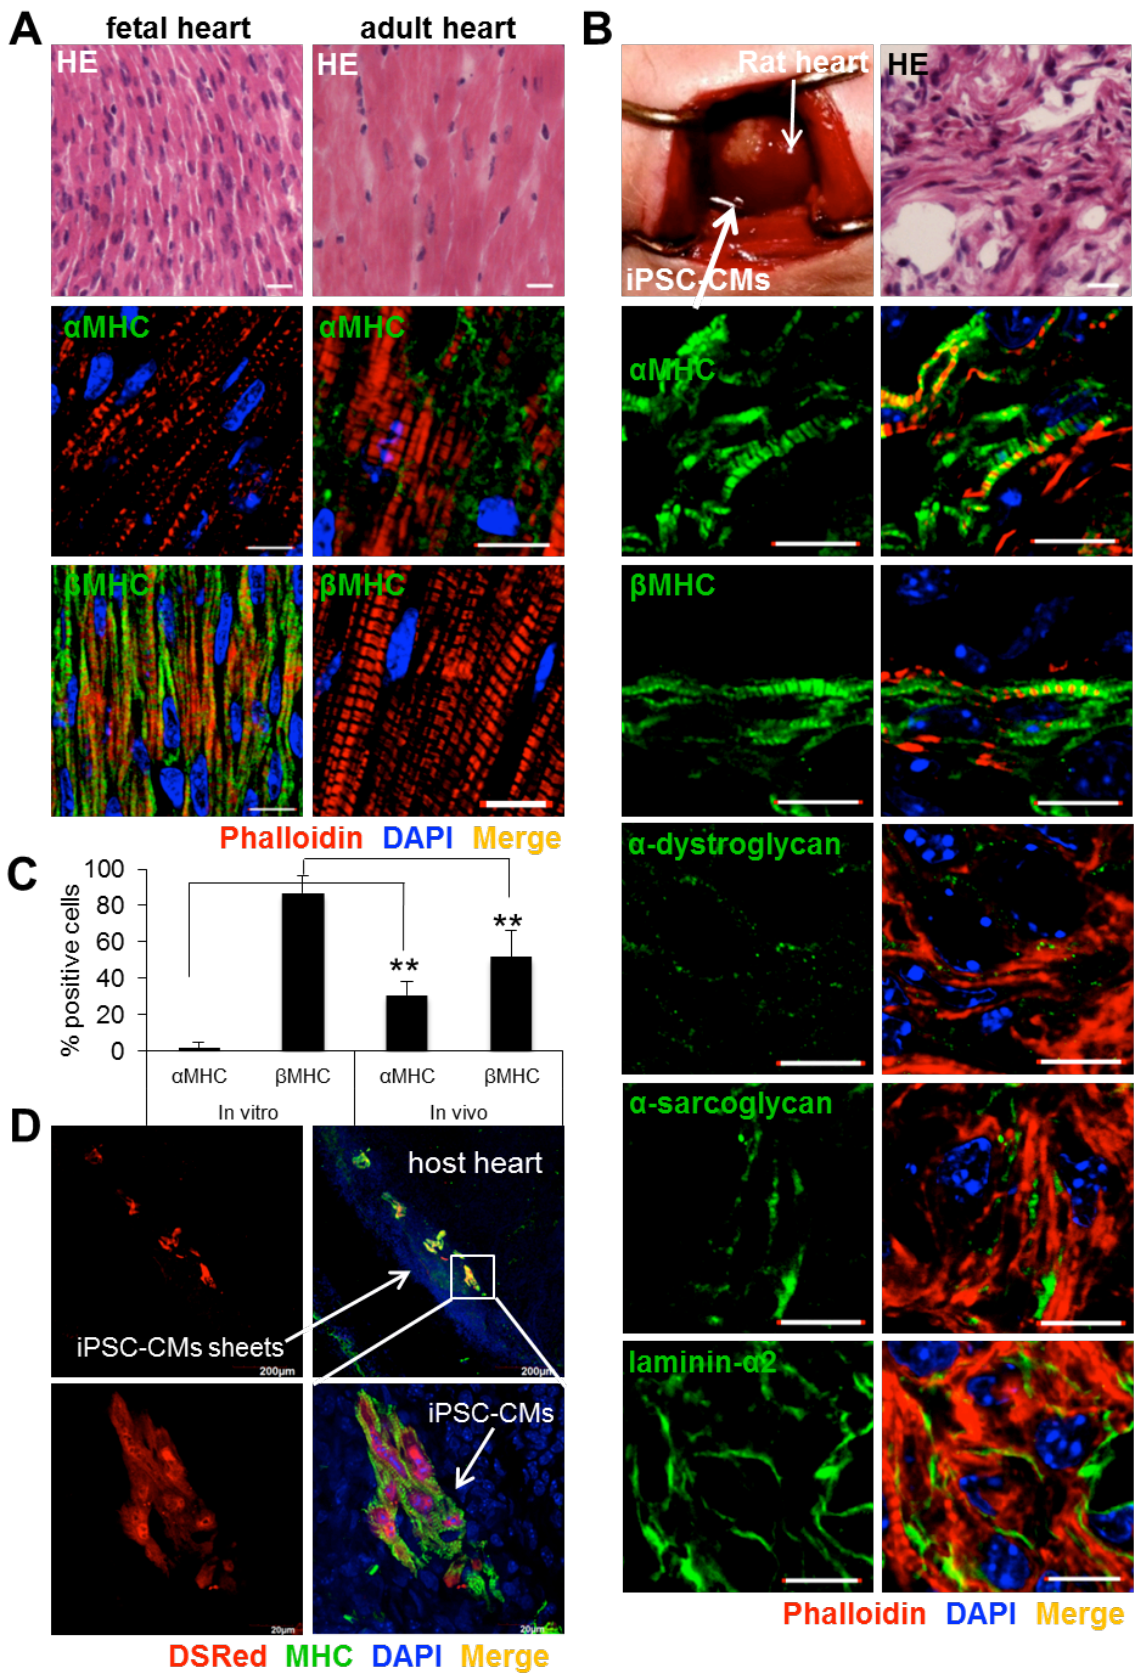 A
fetal heart
adult heart
HE
HE
αMHC
αMHC
βMHC
βMHC
Phalloidin DAPI Merge
B
Rat heart
iPSC-CMs
HE
αMHC
βMHC
α-dystroglycan
α-sarcoglycan
laminin-α2
Phalloidin DAPI Merge
C
% positive cells
100
80
60
40
20
0
**
**
αMHC
βMHC
αMHC
βMHC
In vitro
In vivo
D
host heart
iPSC-CMs sheets
200μm
200μm
iPSC-CMs
20μm
20μm
DSRed MHC DAPI Merge